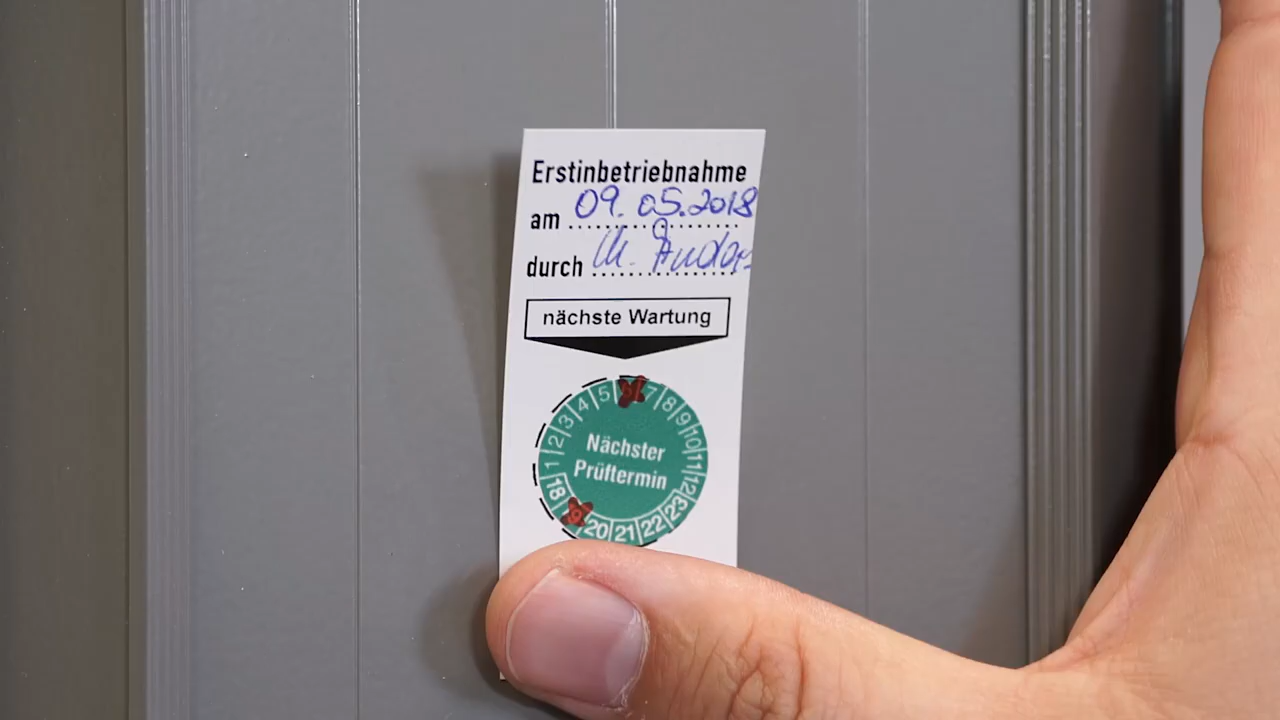 Erstinbetriebnahme
am 09.05.2018
durch
nächste Wartung
1 2 3 4 5 6 7 8 9 10 11 12
Nächster
Prüftermin
18 19 20 21 22 23